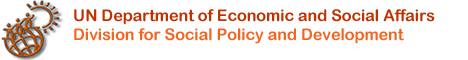 UN Department of Economic and Social Affairs
Division for Social Policy and Development